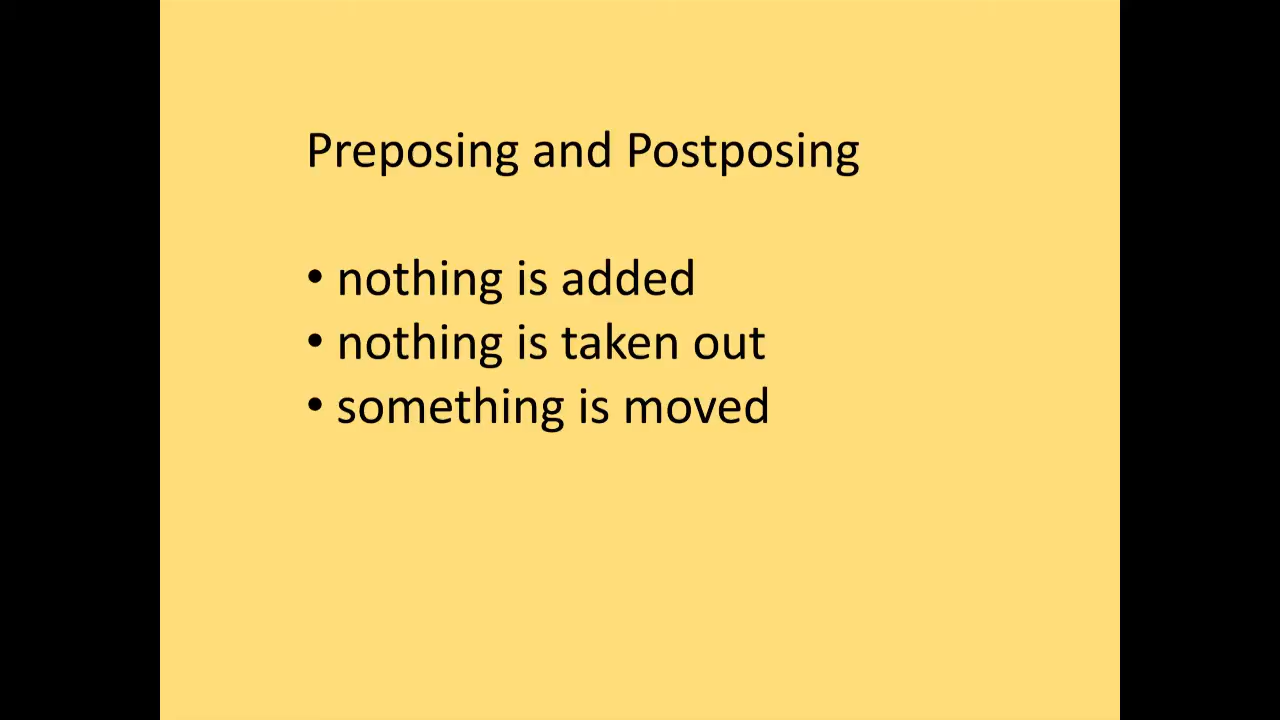 Preposing and Postposing
• nothing is added
• nothing is taken out
• something is moved